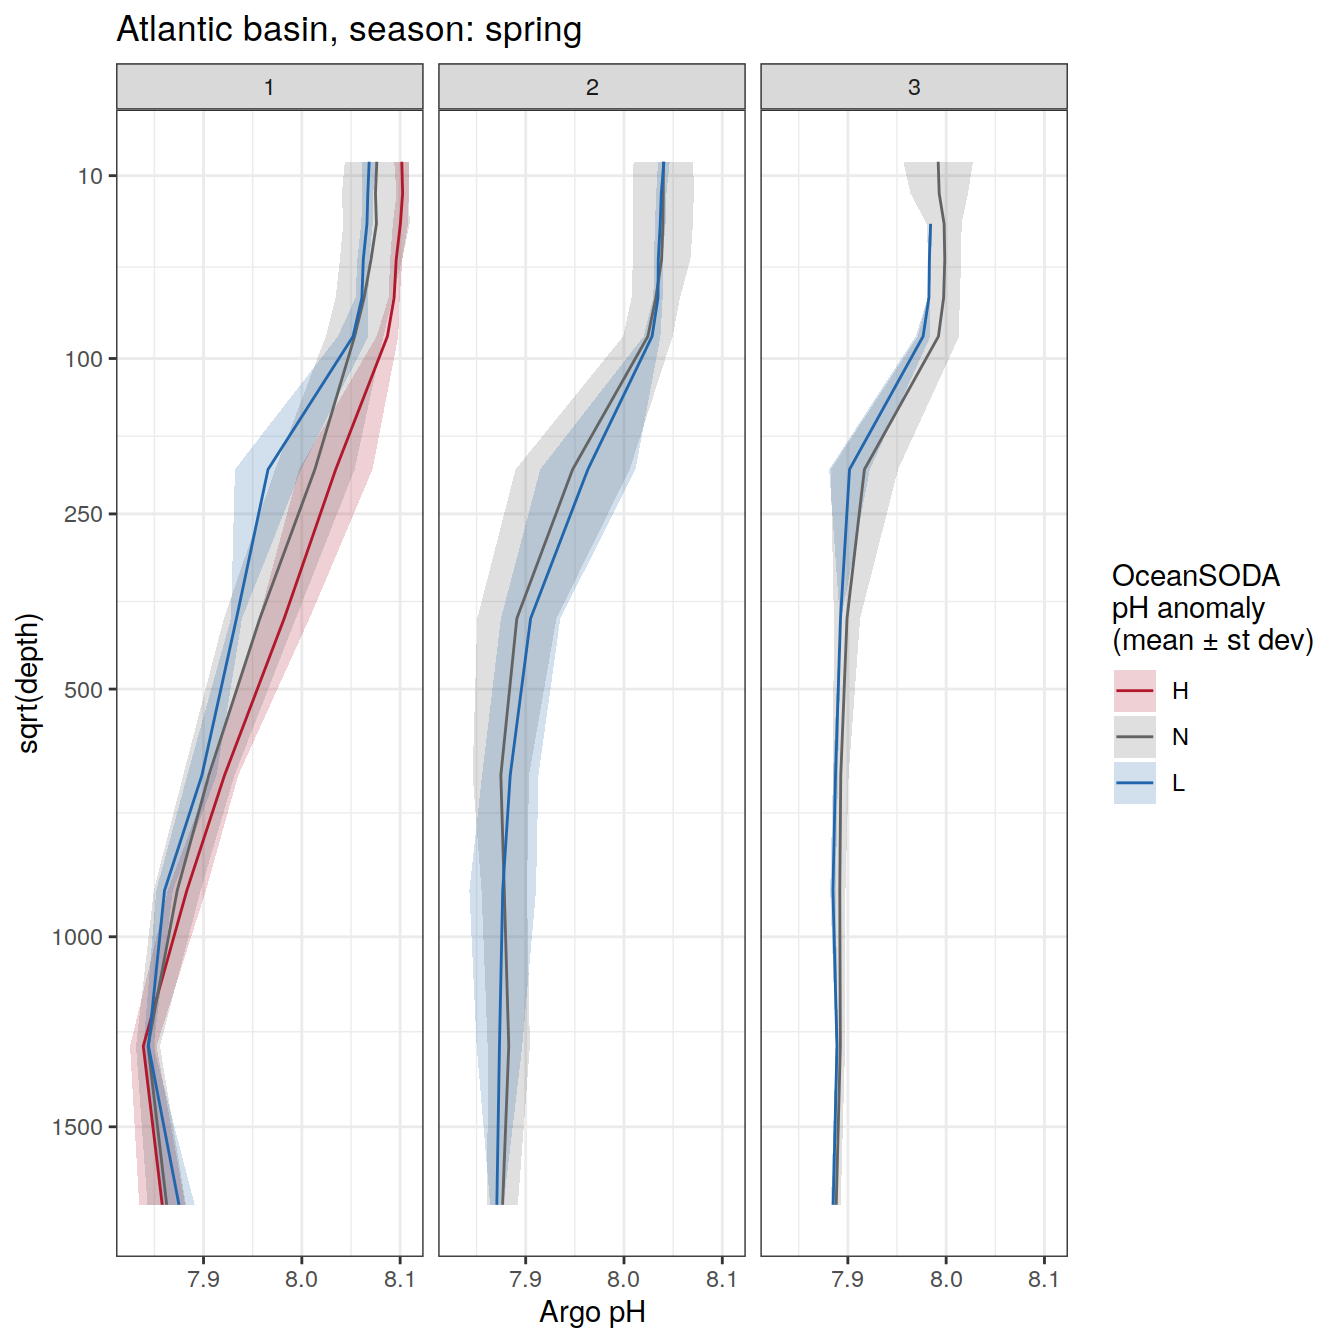 Atlantic basin, season: spring
1 2 3
10
100
250
500
1000
1500
sqrt(depth)
7.9 8.0 8.1 7.9 8.0 8.1 7.9 8.0 8.1
Argo pH
OceanSODA
pH anomaly
(mean ± st dev)
H
N
L